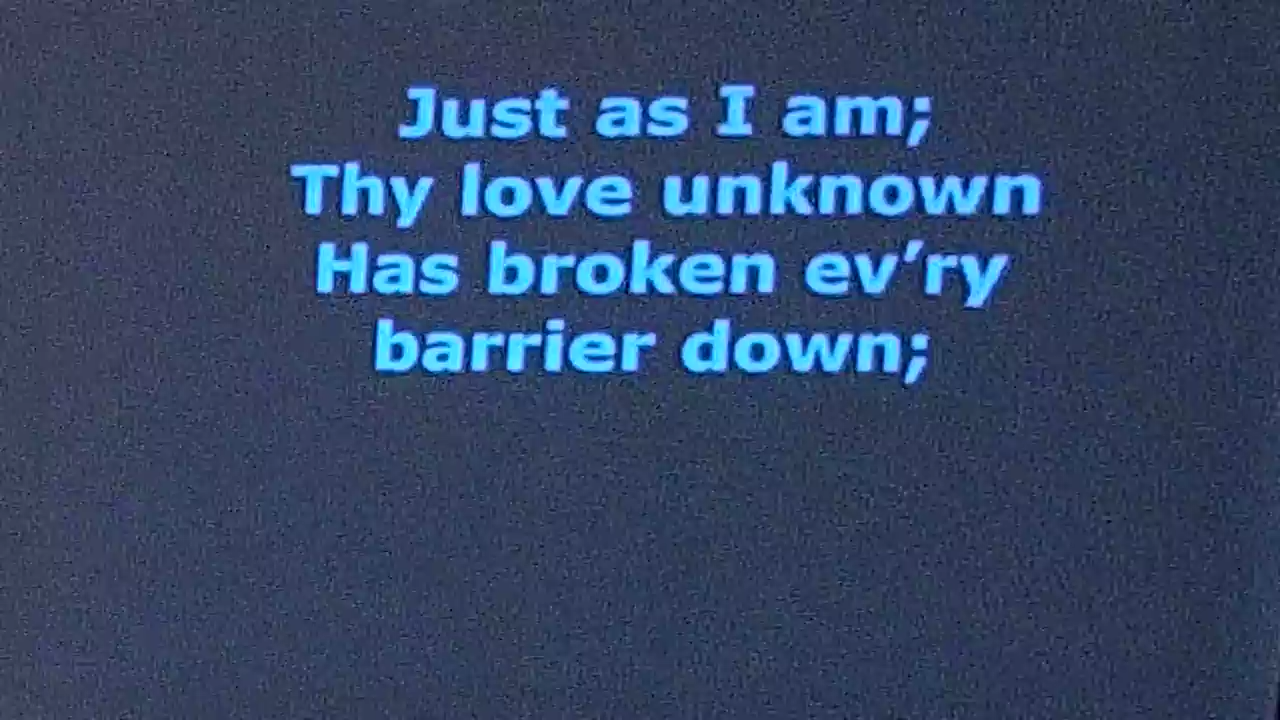 Just as I am;
Thy love unknown
Has broken ev’ry
barrier down;